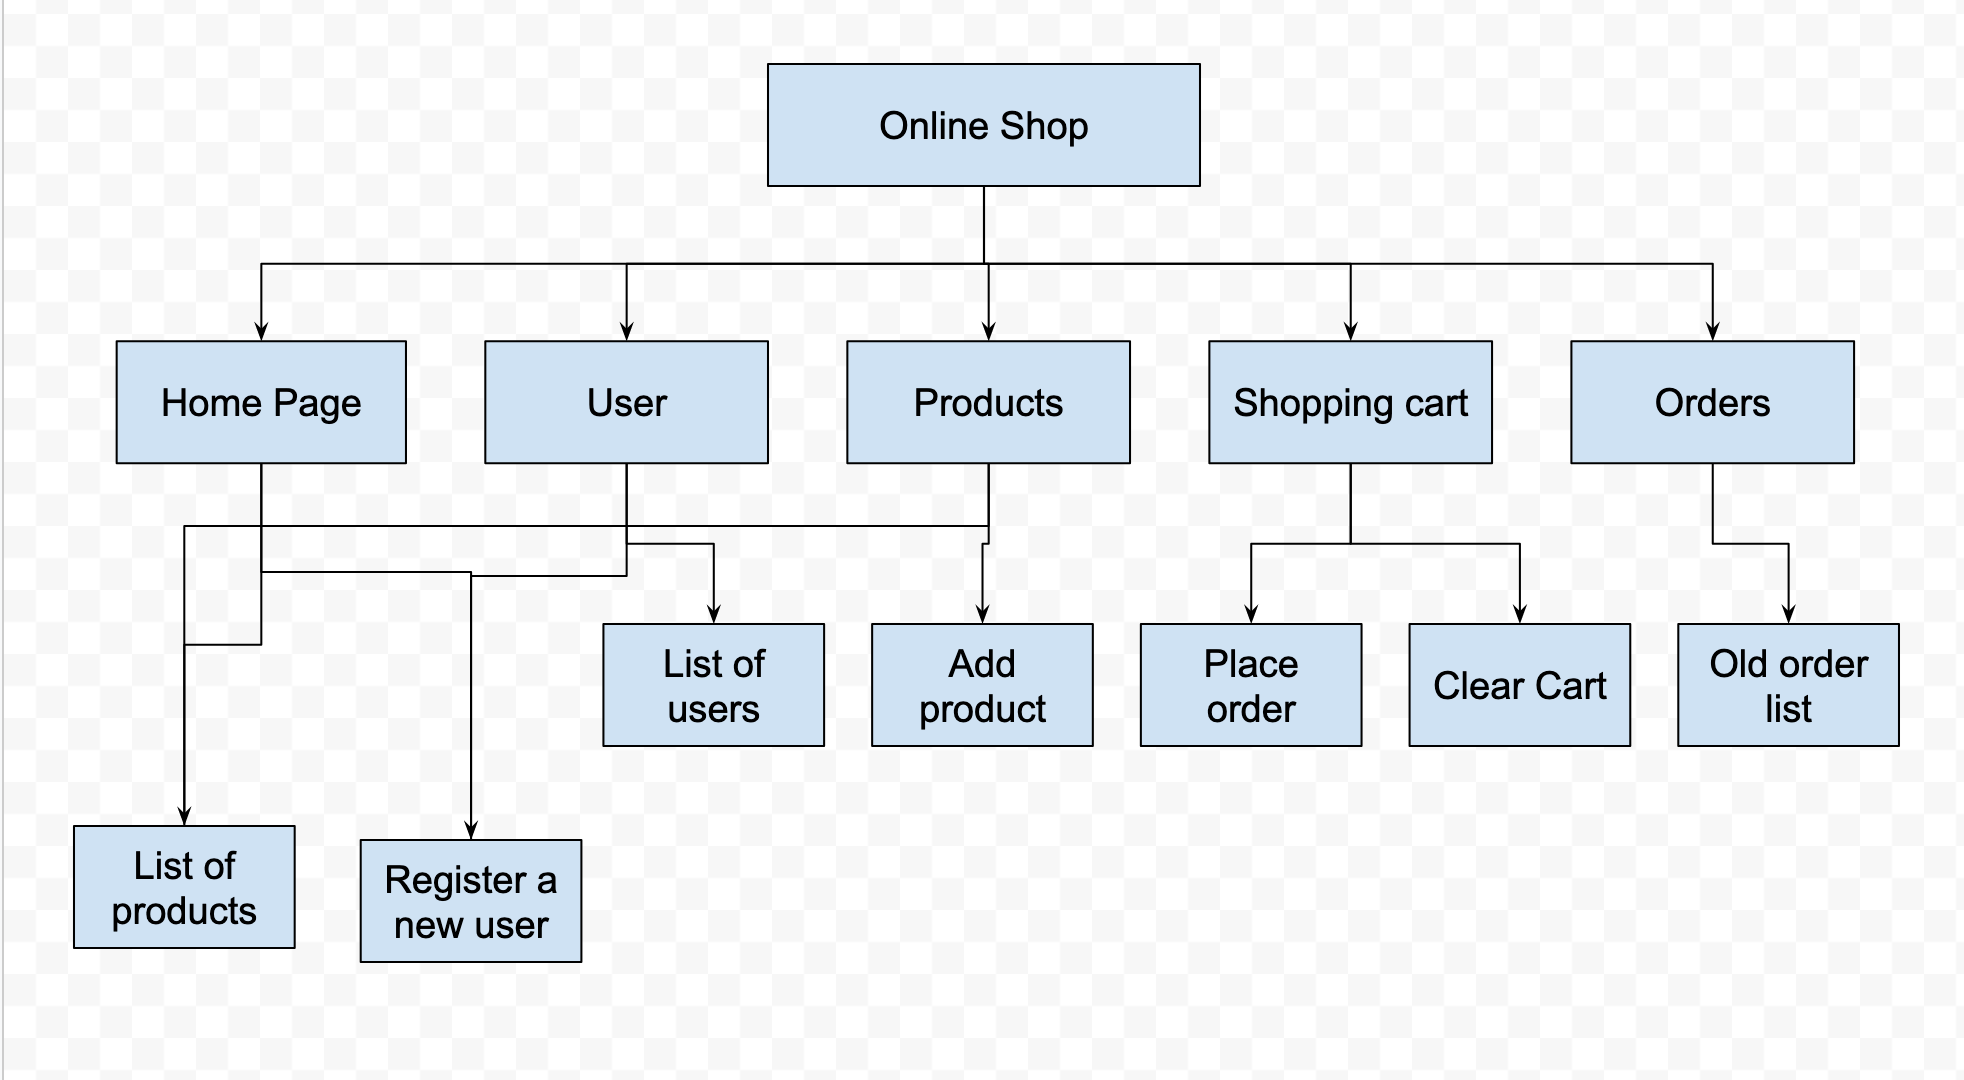 Online Shop
Home Page
User
Products
Shopping cart
Orders
List of
users
Add
product
Place
order
Clear Cart
Old order
list
List of
products
Register a
new user